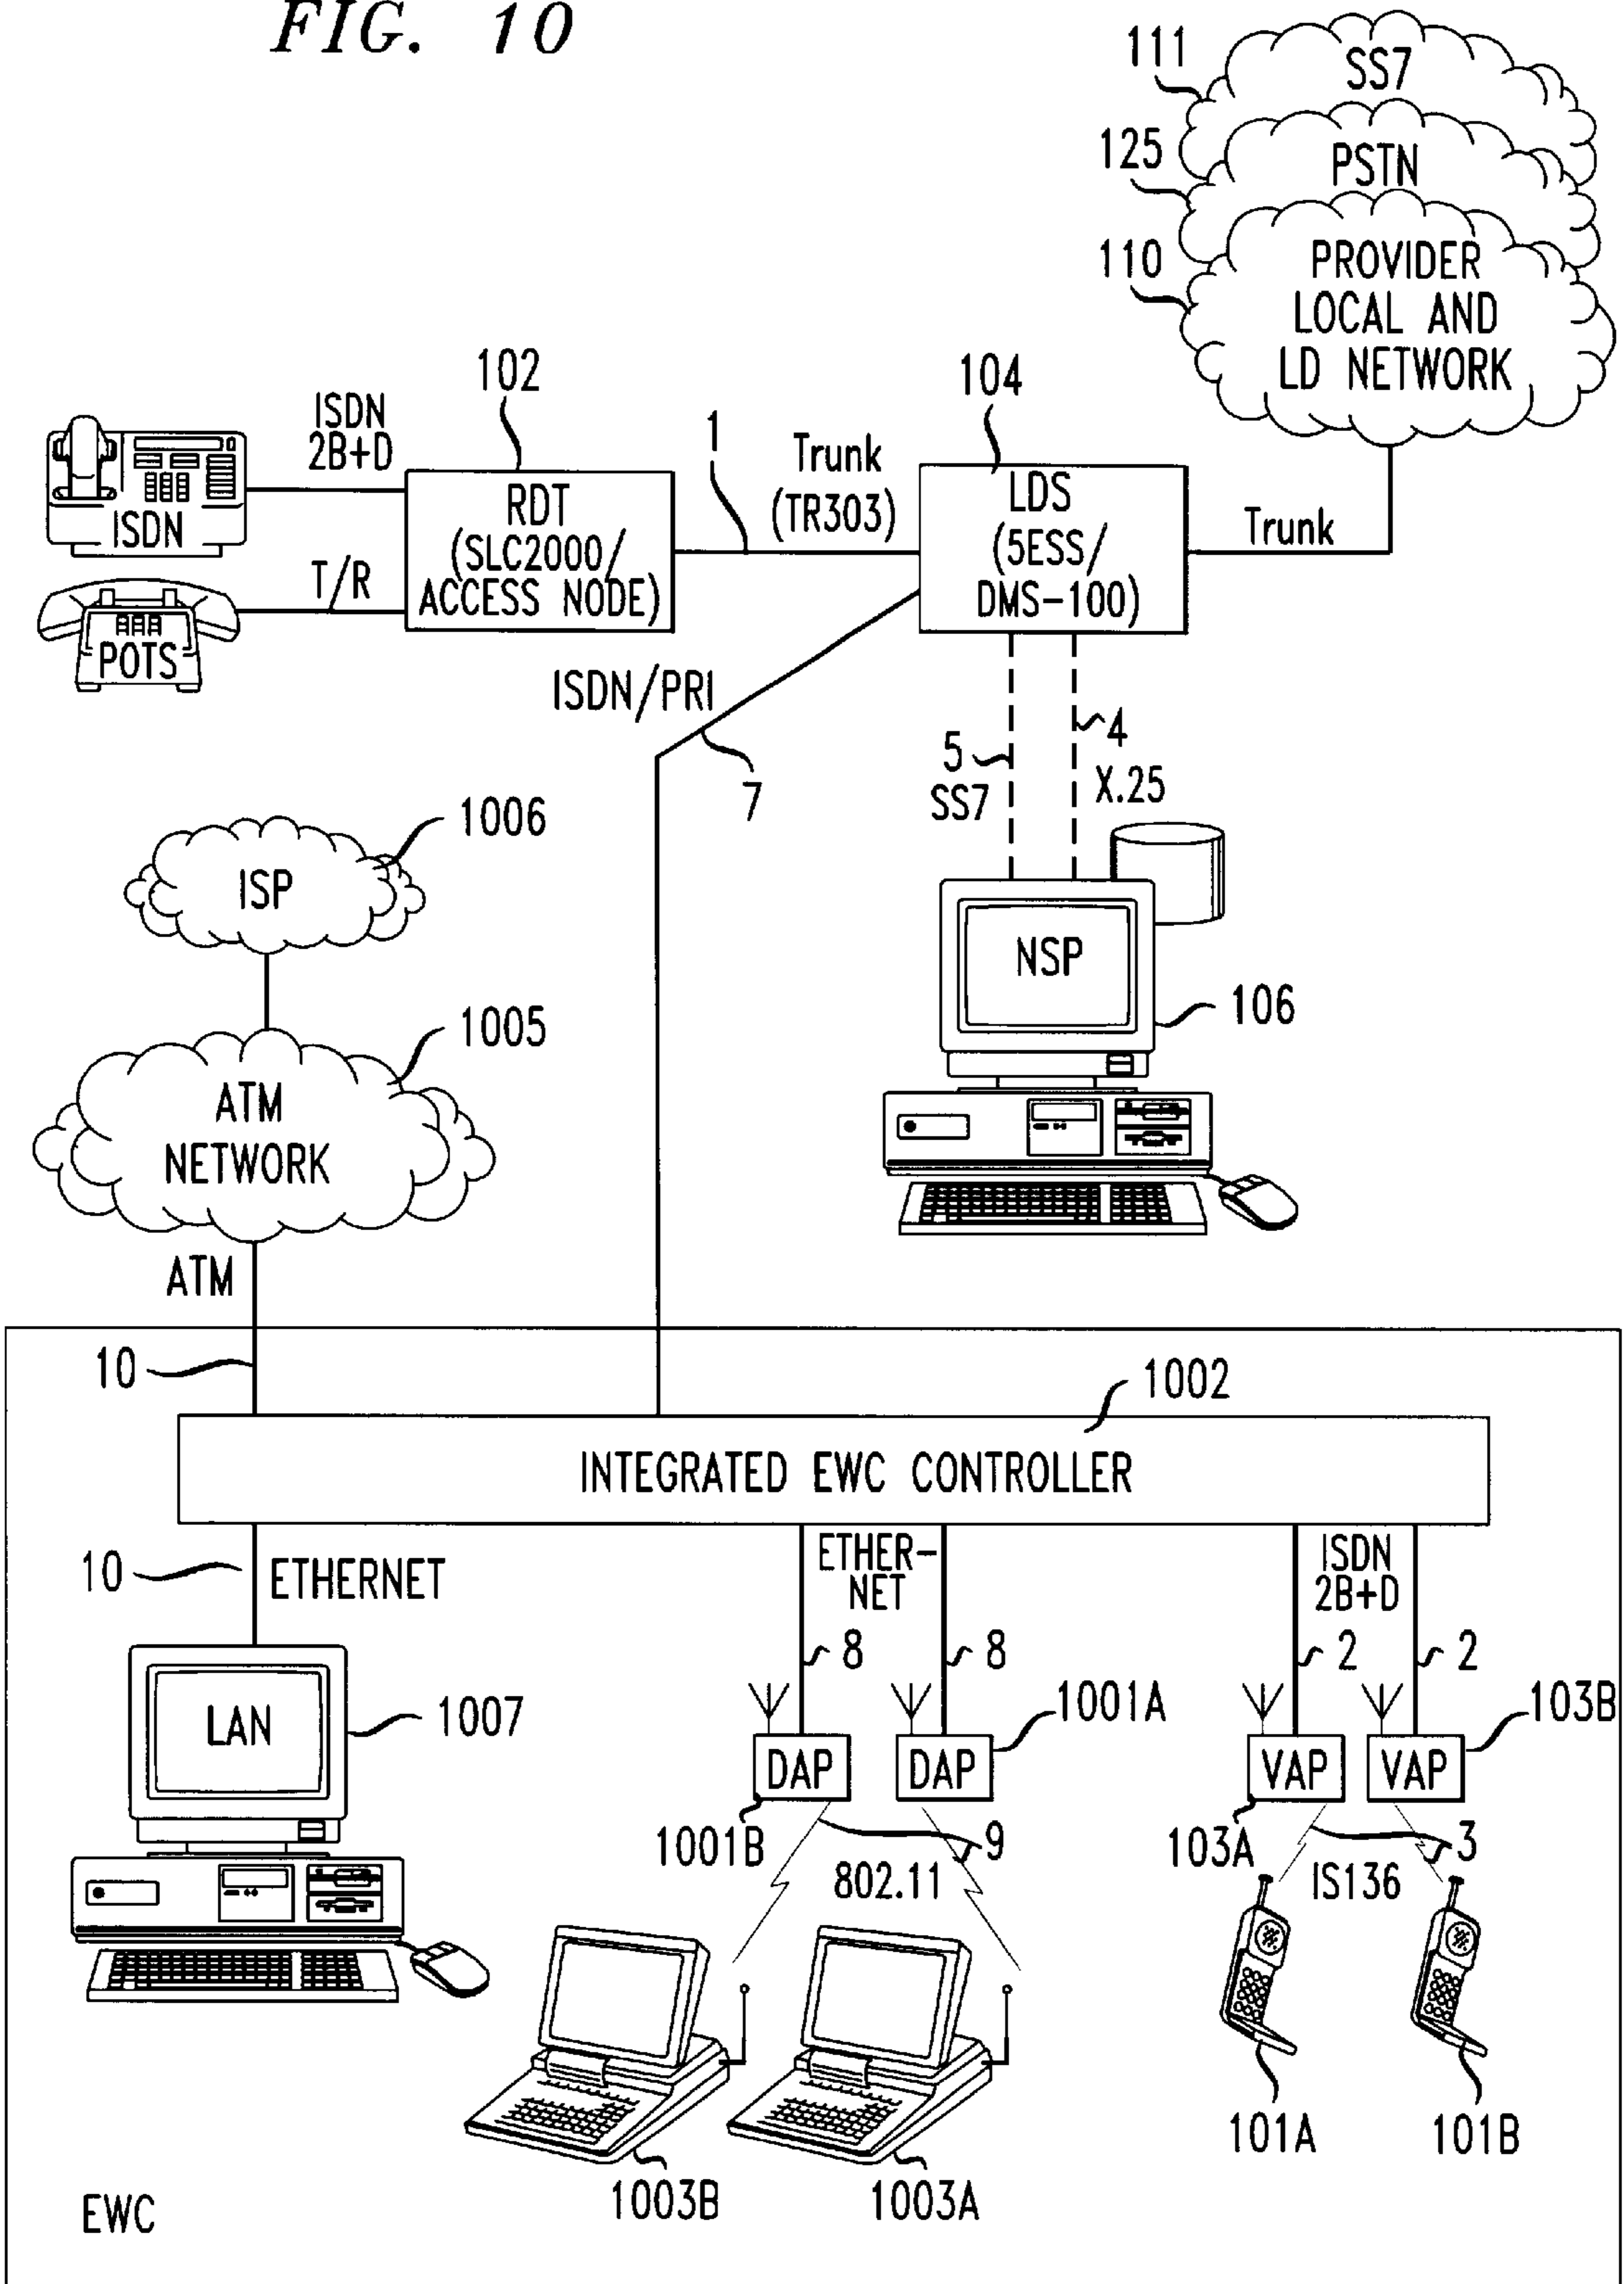 FIG. 10
111
SS7
125
PSTN
110
PROVIDER
LOCAL AND
LD NETWORK
102
104
ISDN
2B+D
1
Trunk
(TR303)
ISDN
RDT
(SLC2000/
ACCESS NODE)
LDS
(5ESS/
DMS-100)
Trunk
T/R
POTS
ISDN/PRI
7
5
SS7
4
X.25
1006
ISP
NSP
106
1005
ATM
NETWORK
ATM
10
1002
INTEGRATED EWC CONTROLLER
10
ETHERNET
ETHER-
NET
ISDN
2B+D
8
8
2
2
LAN
1007
1001A
103B
DAP
DAP
VAP
VAP
1001B
9
103A
3
802.11
IS136
101A
101B
1003B
1003A
EWC